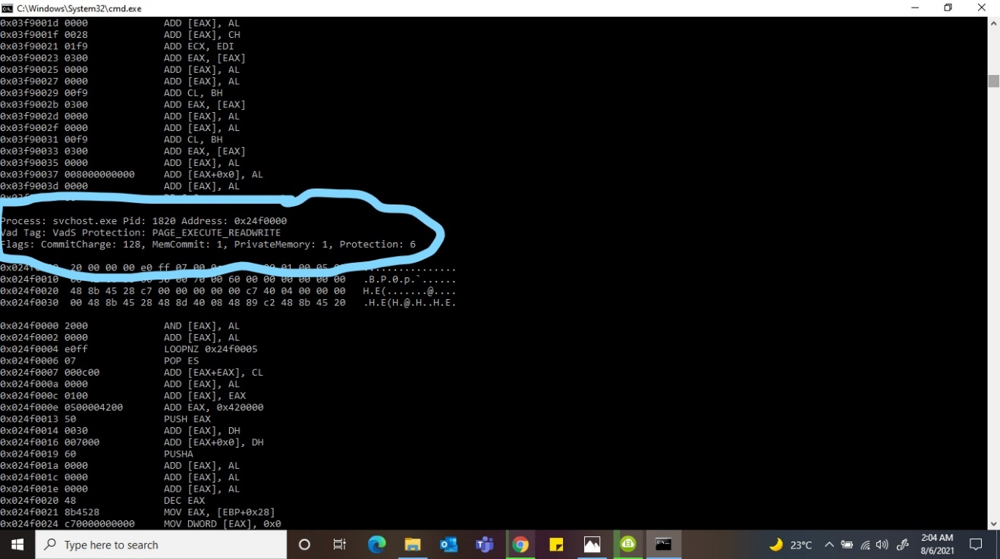 C:\Windows\System32\cmd.exe
0x03f9001d 0000 ADD [EAX], AL
0x03f9001f 0028 ADD [EAX], CH
0x03f90021 01f9 ADD ECX, EDI
0x03f90023 0300 ADD EAX, [EAX]
0x03f90025 0000 ADD [EAX], AL
0x03f90027 0000 ADD [EAX], AL
0x03f90029 00f9 ADD CL, BH
0x03f9002b 0300 ADD EAX, [EAX]
0x03f9002d 0000 ADD [EAX], AL
0x03f9002f 0000 ADD [EAX], AL
0x03f90031 00f9 ADD CL, BH
0x03f90033 0300 ADD EAX, [EAX]
0x03f90035 0000 ADD [EAX], AL
0x03f90037 008000000000 ADD [EAX+0x0], AL
0x03f9003d 0000 ADD [EAX], AL
Process: svchost.exe Pid: 1820 Address: 0x24f0000
Vad Tag: VadS Protection: PAGE_EXECUTE_READWRITE
Flags: CommitCharge: 128, MemCommit: 1, PrivateMemory: 1, Protection: 6
20 00 00 00 e0 ff 07 00 01 00 05 ................
0x024f0010 00 70 00 60 00 00 00 00 00 00 00 .B.P.0.p.`......
0x024f0020 48 8b 45 28 c7 00 00 00 00 00 c7 40 04 00 00 00 H.E(.......@....
0x024f0030 00 48 8b 45 28 48 8d 40 08 48 89 c2 48 8b 45 20 .H.E(H.@.H..H.E.
0x024f0000 2000 AND [EAX], AL
0x024f0002 0000 ADD [EAX], AL
0x024f0004 e0ff LOOPNZ 0x24f0005
0x024f0006 07 POP ES
0x024f0007 000c00 ADD [EAX+EAX], CL
0x024f000a 0000 ADD [EAX], AL
0x024f000c 0100 ADD [EAX], EAX
0x024f000e 0500004200 ADD EAX, 0x420000
0x024f0013 50 PUSH EAX
0x024f0014 0030 ADD [EAX], DH
0x024f0016 007000 ADD [EAX+0x0], DH
0x024f0019 60 PUSHA
0x024f001a 0000 ADD [EAX], AL
0x024f001c 0000 ADD [EAX], AL
0x024f001e 0000 ADD [EAX], AL
0x024f0020 48 DEC EAX
0x024f0021 8b4528 MOV EAX, [EBP+0x28]
0x024f0024 c70000000000 MOV DWORD [EAX], 0x0
Type here to search
23°C
2:04 AM
8/6/2021